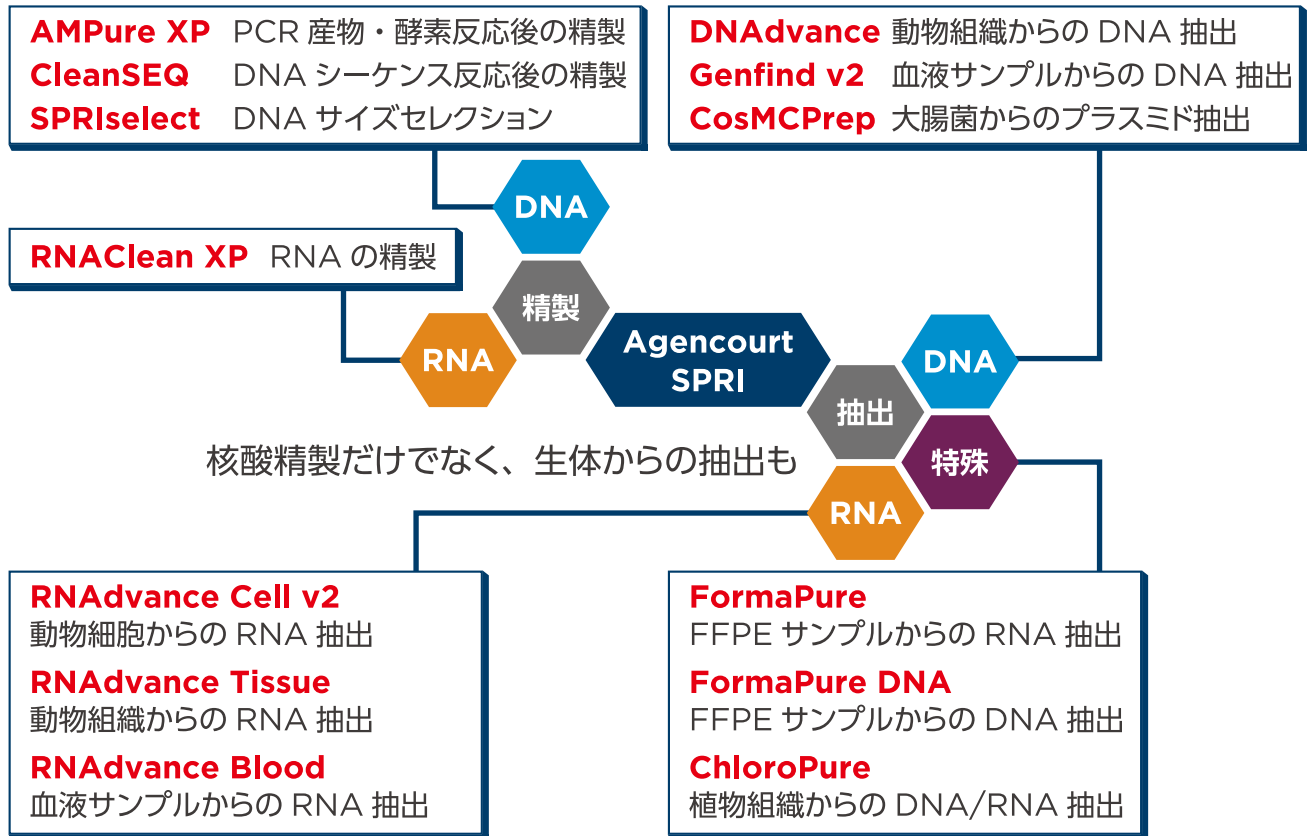 AMPure XP PCR 産物・酵素反応後の精製
CleanSEQ DNA シーケンス反応後の精製
SPRIselect DNA サイズセレクション
DNAdvance 動物組織からの DNA 抽出
Genfind v2 血液サンプルからの DNA 抽出
CosMCPrep 大腸菌からのプラスミド抽出
DNA
RNAClean XP RNA の精製
精製
RNA
Agencourt
SPRI
DNA
抽出
特殊
核酸精製だけでなく、生体からの抽出も
RNA
RNAdvance Cell v2
動物細胞からの RNA 抽出
RNAdvance Tissue
動物組織からの RNA 抽出
RNAdvance Blood
血液サンプルからの RNA 抽出
FormaPure
FFPE サンプルからの RNA 抽出
FormaPure DNA
FFPE サンプルからの DNA 抽出
ChloroPure
植物組織からの DNA/RNA 抽出